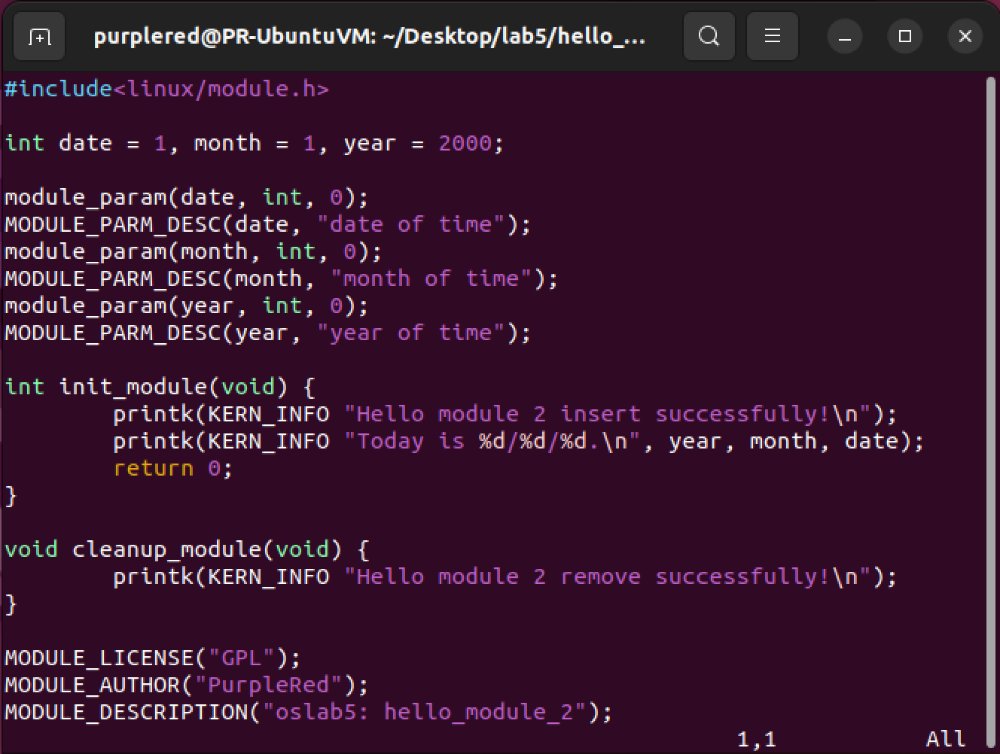 purplered@PR-UbuntuVM: ~/Desktop/lab5/hello_...
#include<linux/module.h>
int date = 1, month = 1, year = 2000;
module_param(date, int, 0);
MODULE_PARM_DESC(date, "date of time");
module_param(month, int, 0);
MODULE_PARM_DESC(month, "month of time");
module_param(year, int, 0);
MODULE_PARM_DESC(year, "year of time");
int init_module(void) {
        printk(KERN_INFO "Hello module 2 insert successfully!\n");
        printk(KERN_INFO "Today is %d/%d/%d.\n", year, month, date);
        return 0;
}
void cleanup_module(void) {
        printk(KERN_INFO "Hello module 2 remove successfully!\n");
}
MODULE_LICENSE("GPL");
MODULE_AUTHOR("PurpleRed");
MODULE_DESCRIPTION("oslab5: hello_module_2");
1,1 All